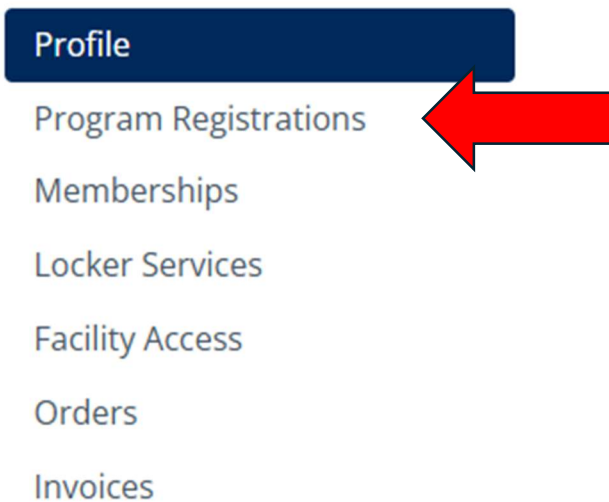 Profile
Program Registrations
Memberships
Locker Services
Facility Access
Orders
Invoices